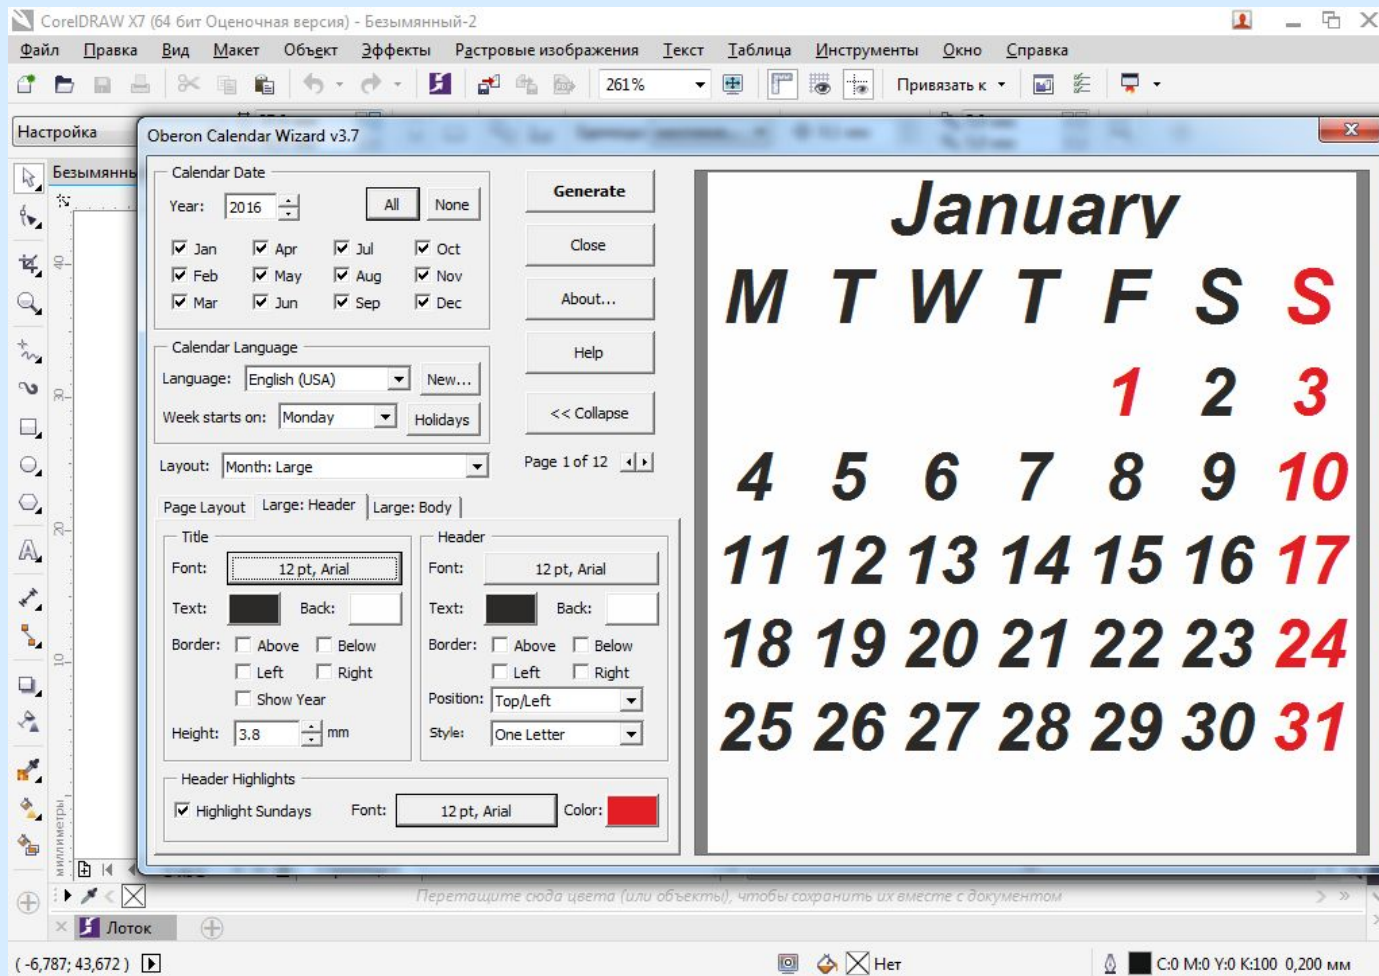 CorelDRAW X7 (64 бит Оценочная версия) - Безымянный-2
Файл Правка Вид Макет Объект Эффекты Растровые изображения Текст Таблица Инструменты Окно Справка
261% Привязать к
Настройка
Oberon Calendar Wizard v3.7
Безымянны
Calendar Date
Year: 2016 All None
Jan Apr Jul Oct
Feb May Aug Nov
Mar Jun Sep Dec
Calendar Language
Language: English (USA) New...
Week starts on: Monday Holidays
Layout: Month: Large
Page Layout Large: Header Large: Body
Title
Font: 12 pt, Arial
Text: Back:
Border: Above Below
Left Right
Show Year
Height: 3.8 mm
Header
Font: 12 pt, Arial
Text: Back:
Border: Above Below
Left Right
Position: Top/Left
Style: One Letter
Header Highlights
Highlight Sundays Font: 12 pt, Arial Color:
Generate
Close
About...
Help
<< Collapse
Page 1 of 12
January
M T W T F S S
1 2 3
4 5 6 7 8 9 10
11 12 13 14 15 16 17
18 19 20 21 22 23 24
25 26 27 28 29 30 31
40
30
20
10
миллиметры
Перетащите сюда цвета (или объекты), чтобы сохранить их вместе с документом
Лоток
( -6,787; 43,672 ) Нет C:0 M:0 Y:0 K:100 0,200 мм